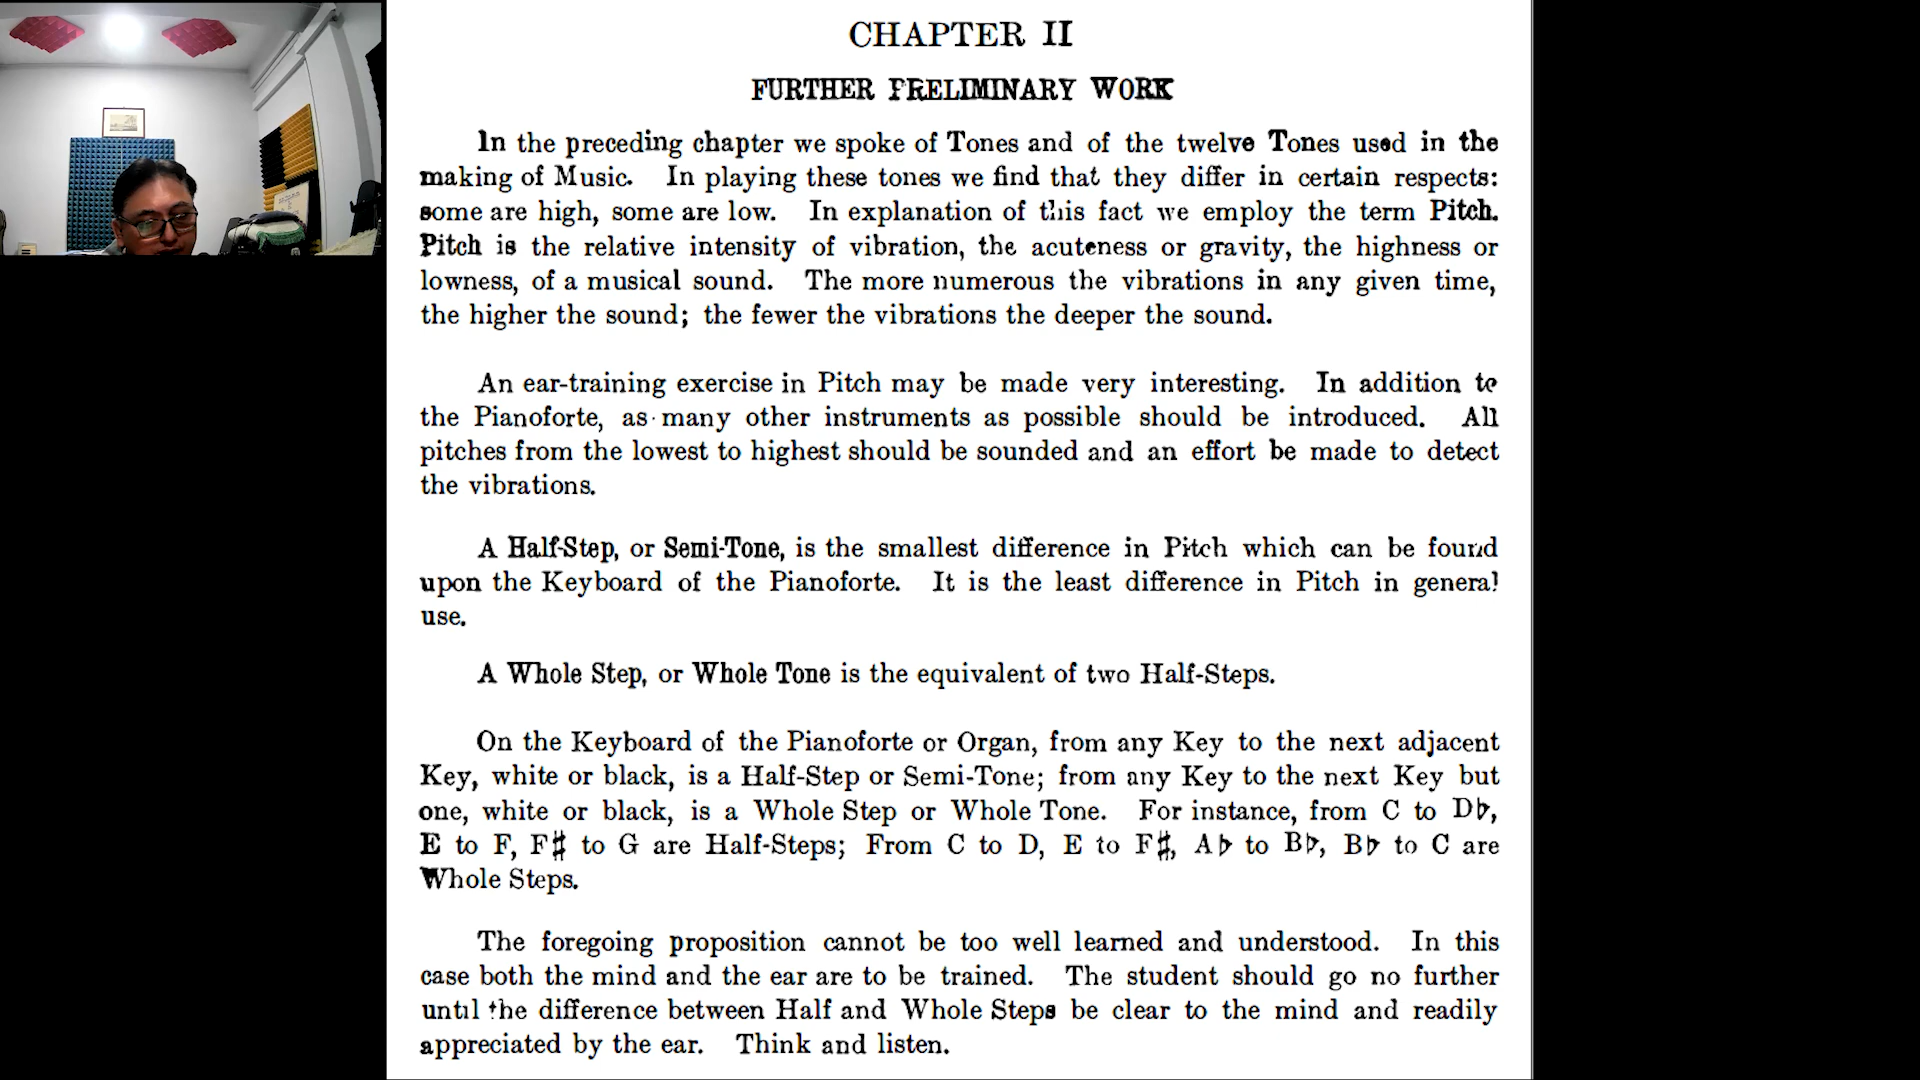 CHAPTER II
FURTHER PRELIMINARY WORK
In the preceding chapter we spoke of Tones and of the twelve Tones used in the
making of Music. In playing these tones we find that they differ in certain respects:
some are high, some are low. In explanation of this fact we employ the term Pitch.
Pitch is the relative intensity of vibration, the acuteness or gravity, the highness or
lowness, of a musical sound. The more numerous the vibrations in any given time,
the higher the sound; the fewer the vibrations the deeper the sound.
An ear-training exercise in Pitch may be made very interesting. In addition to
the Pianoforte, as many other instruments as possible should be introduced. All
pitches from the lowest to highest should be sounded and an effort be made to detect
the vibrations.
A Half-Step, or Semi-Tone, is the smallest difference in Pitch which can be found
upon the Keyboard of the Pianoforte. It is the least difference in Pitch in general
use.
A Whole Step, or Whole Tone is the equivalent of two Half-Steps.
On the Keyboard of the Pianoforte or Organ, from any Key to the next adjacent
Key, white or black, is a Half-Step or Semi-Tone; from any Key to the next Key but
one, white or black, is a Whole Step or Whole Tone. For instance, from C to D♭,
E to F, F♯ to G are Half-Steps; From C to D, E to F♯, A♭ to B♭, B♭ to C are
Whole Steps.
The foregoing proposition cannot be too well learned and understood. In this
case both the mind and the ear are to be trained. The student should go no further
until the difference between Half and Whole Steps be clear to the mind and readily
appreciated by the ear. Think and listen.